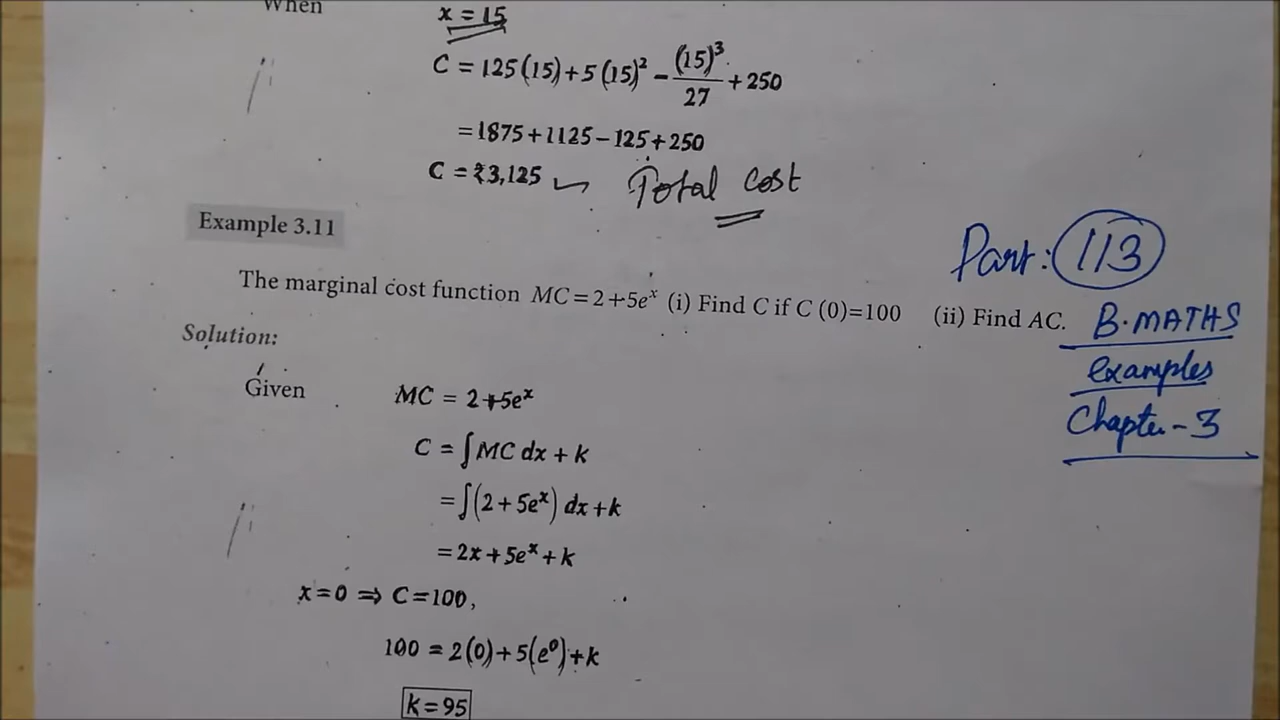 When
x = 15
C = 125(15) + 5(15)² − (15)³/27 + 250
= 1875 + 1125 − 125 + 250
C = ₹3,125 ✓ Total cost
Example 3.11
Part: 113
The marginal cost function MC = 2 + 5eˣ (i) Find C if C (0)=100 (ii) Find AC.
B.MATHS
Solution:
examples
Given MC = 2 + 5eˣ
Chapter - 3
C = ∫MC dx + k
= ∫(2 + 5eˣ) dx + k
= 2x + 5eˣ + k
x = 0 ⇒ C = 100,
100 = 2(0) + 5(e⁰) + k
k = 95